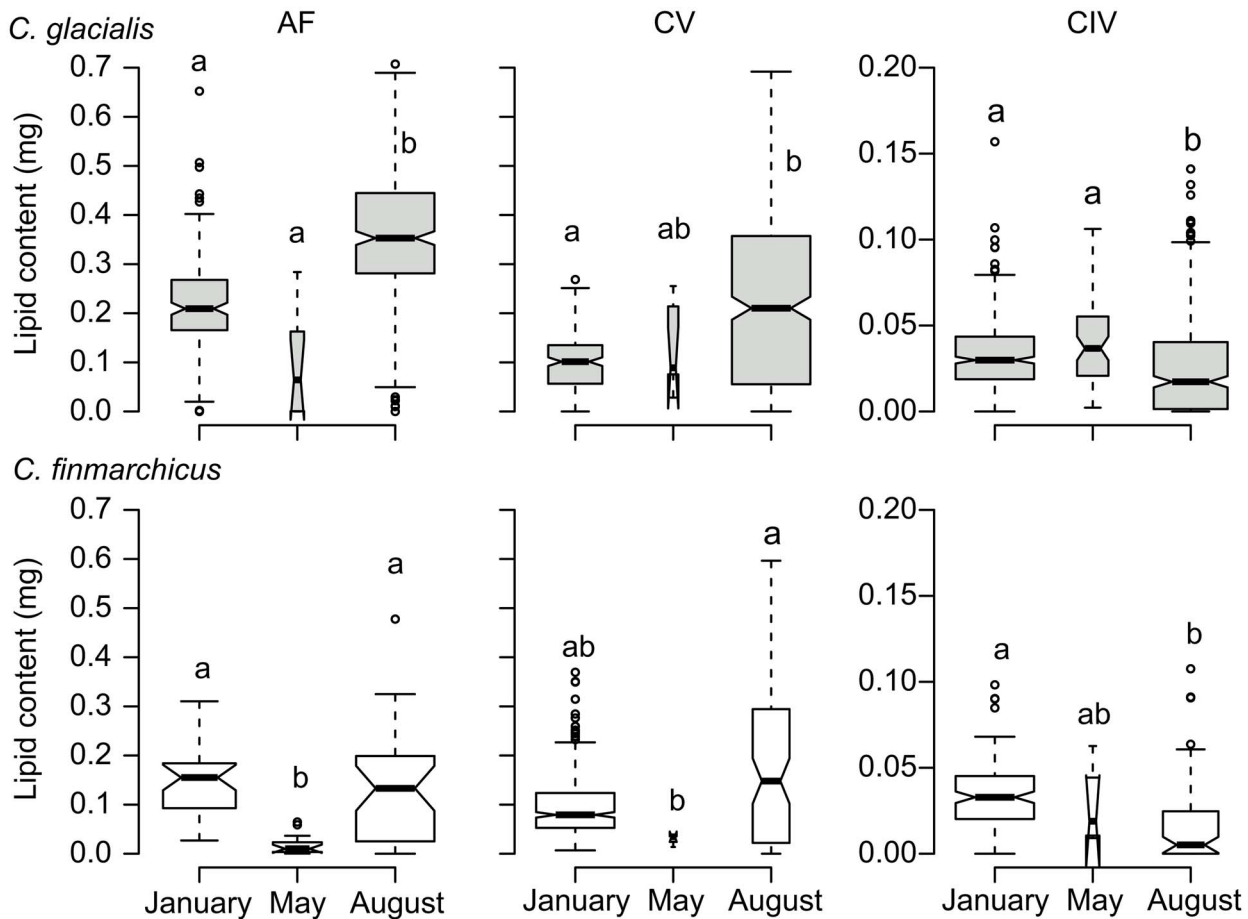 C. glacialis
AF CV CIV
Lipid content (mg)
0.7
0.6
0.5
0.4
0.3
0.2
0.1
0.0
a a b
a ab b
0.20
0.15
0.10
0.05
0.00
a a b
C. finmarchicus
Lipid content (mg)
0.7
0.6
0.5
0.4
0.3
0.2
0.1
0.0
a b a
ab b a
0.20
0.15
0.10
0.05
0.00
a ab b
January May August January May August January May August